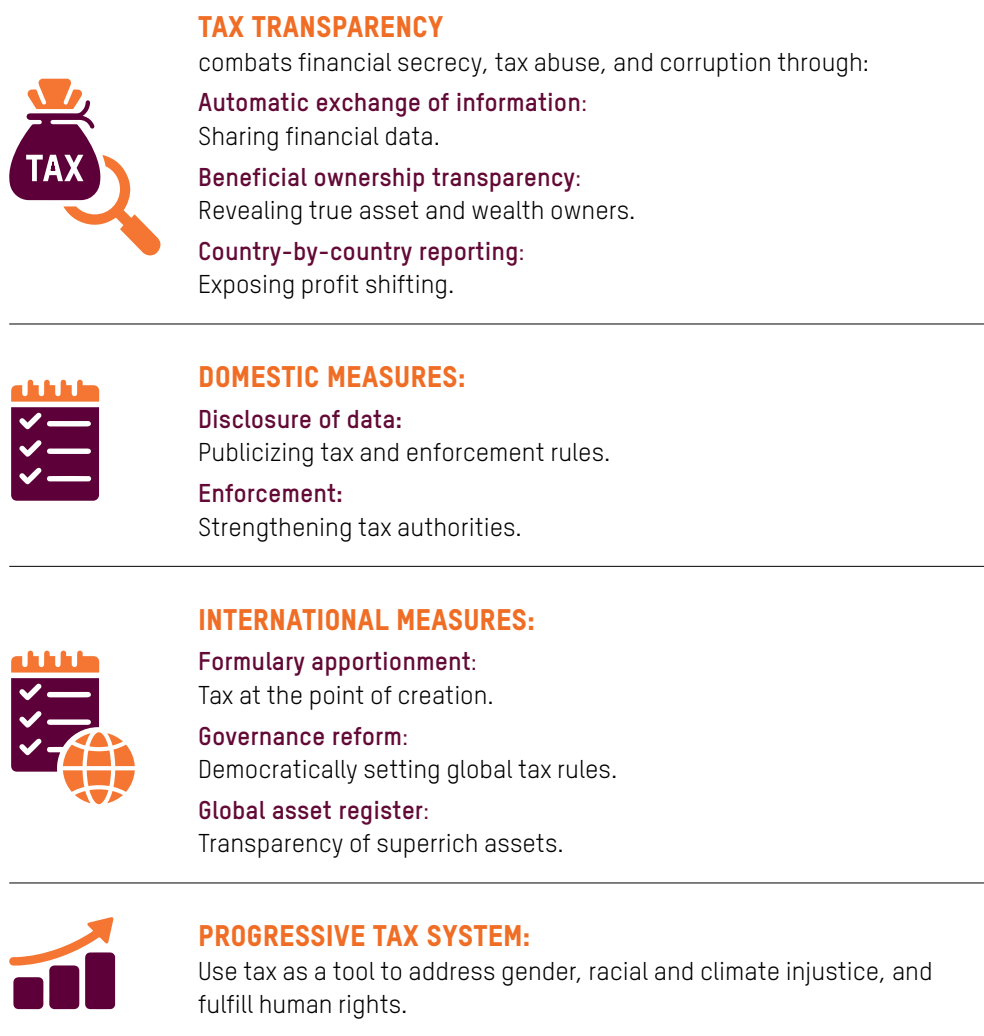 TAX TRANSPARENCY
combats financial secrecy, tax abuse, and corruption through:
Automatic exchange of information:
Sharing financial data.
TAX
Beneficial ownership transparency:
Revealing true asset and wealth owners.
Country-by-country reporting:
Exposing profit shifting.
DOMESTIC MEASURES:
Disclosure of data:
Publicizing tax and enforcement rules.
Enforcement:
Strengthening tax authorities.
INTERNATIONAL MEASURES:
Formulary apportionment:
Tax at the point of creation.
Governance reform:
Democratically setting global tax rules.
Global asset register:
Transparency of superrich assets.
PROGRESSIVE TAX SYSTEM:
Use tax as a tool to address gender, racial and climate injustice, and
fulfill human rights.